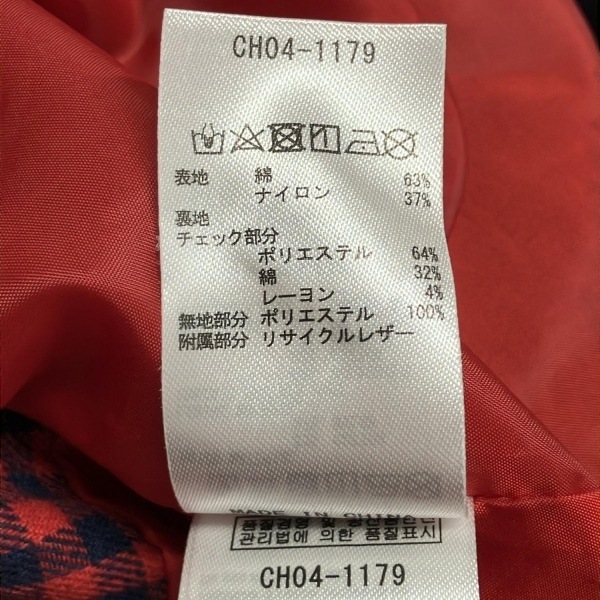 CH04-1179
表地 綿 63%
ナイロン 37%
裏地
チェック部分
ポリエステル 64%
綿 32%
レーヨン 4%
無地部分 ポリエステル 100%
附属部分 リサイクルレザー
MADE IN CHINA
관리법에 의한 품질표시
CH04-1179